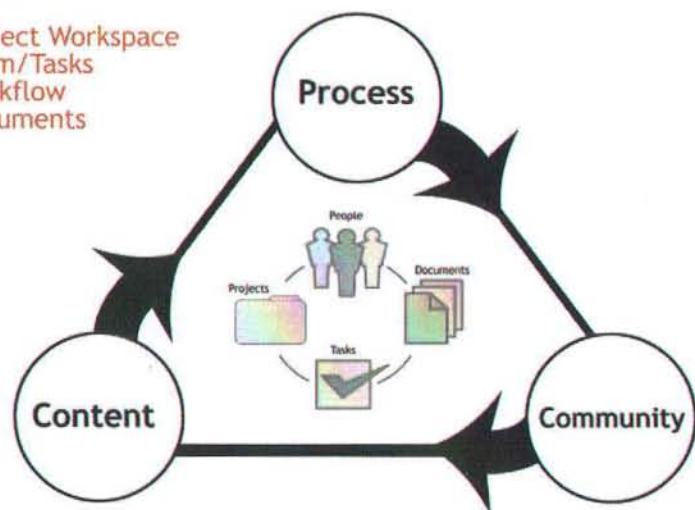 ect Workspace
m/Tasks
kflow
uments
Process
People
Projects
Documents
Tasks
Content
Community